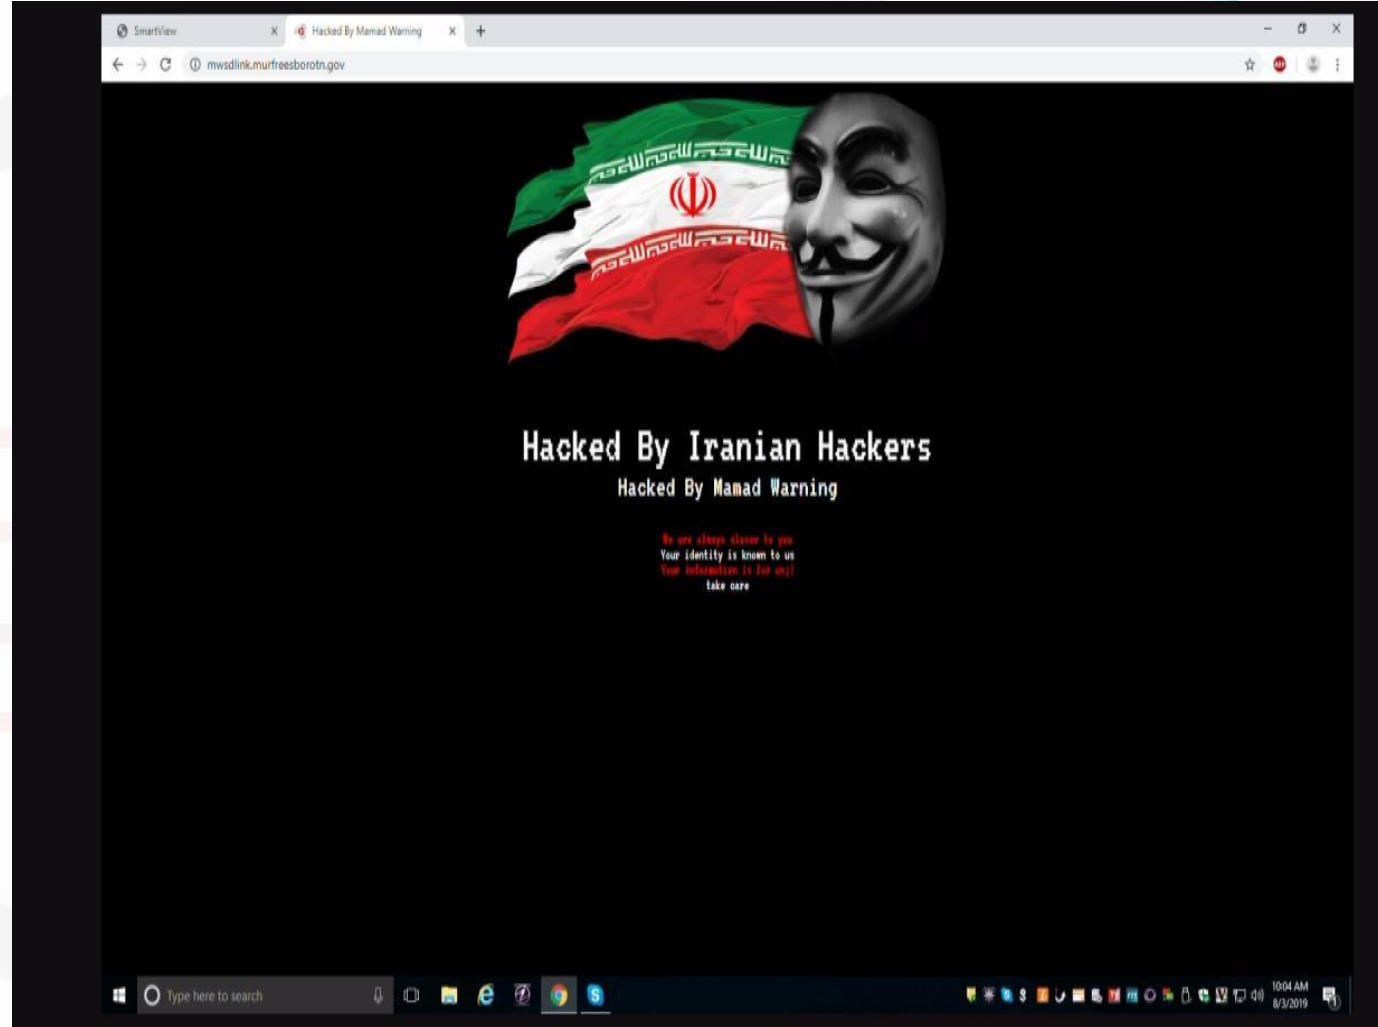 SmartView
Hacked By Mamad Warning
mwsdlink.murfreesborotn.gov
ABP
Hacked By Iranian Hackers
Hacked By Mamad Warning
We are always closer to you
Your identity is known to us
Your information is for us;)
take care
Type here to search
10:04 AM
8/3/2019